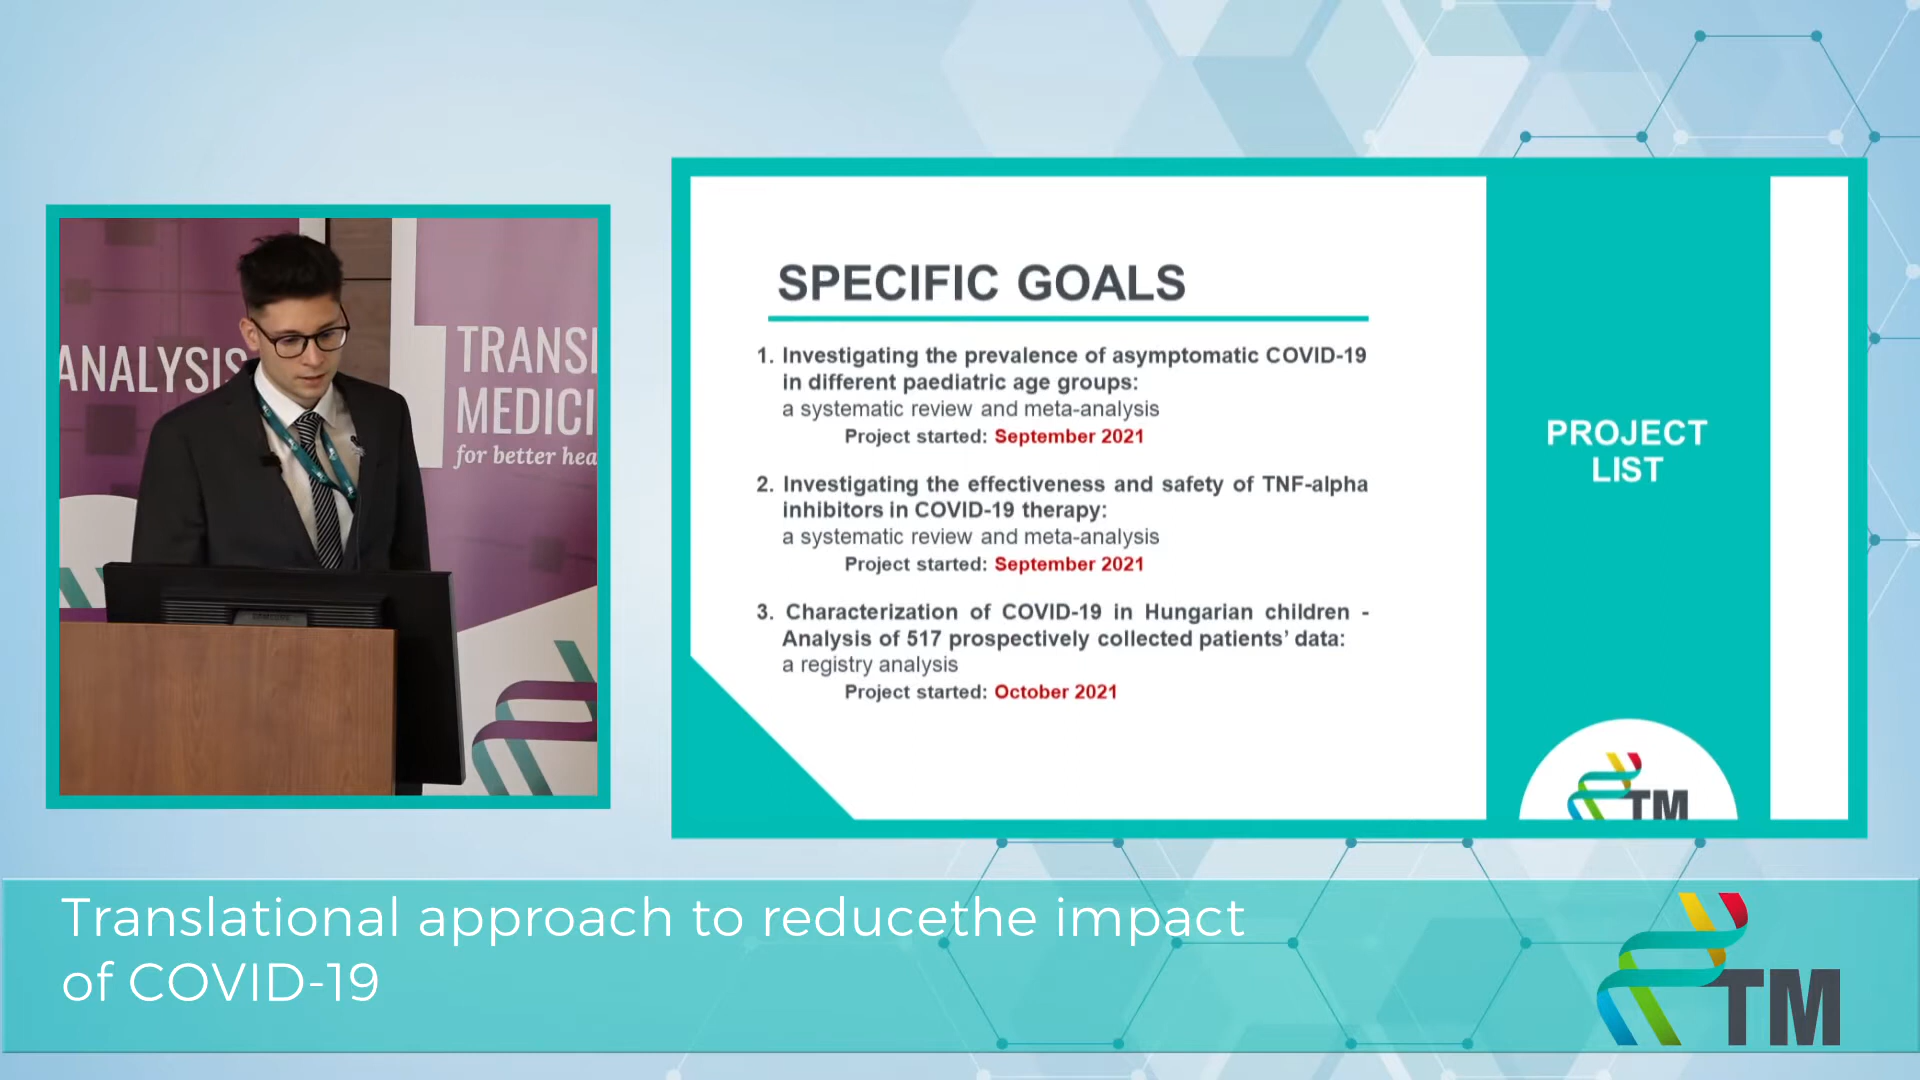 ANALYSIS
TRANSL
MEDICI
for better hea
SPECIFIC GOALS
1. Investigating the prevalence of asymptomatic COVID-19
in different paediatric age groups:
a systematic review and meta-analysis
Project started: September 2021
2. Investigating the effectiveness and safety of TNF-alpha
inhibitors in COVID-19 therapy:
a systematic review and meta-analysis
Project started: September 2021
3. Characterization of COVID-19 in Hungarian children -
Analysis of 517 prospectively collected patients' data:
a registry analysis
Project started: October 2021
PROJECT
LIST
TM
Translational approach to reducethe impact
of COVID-19
TM